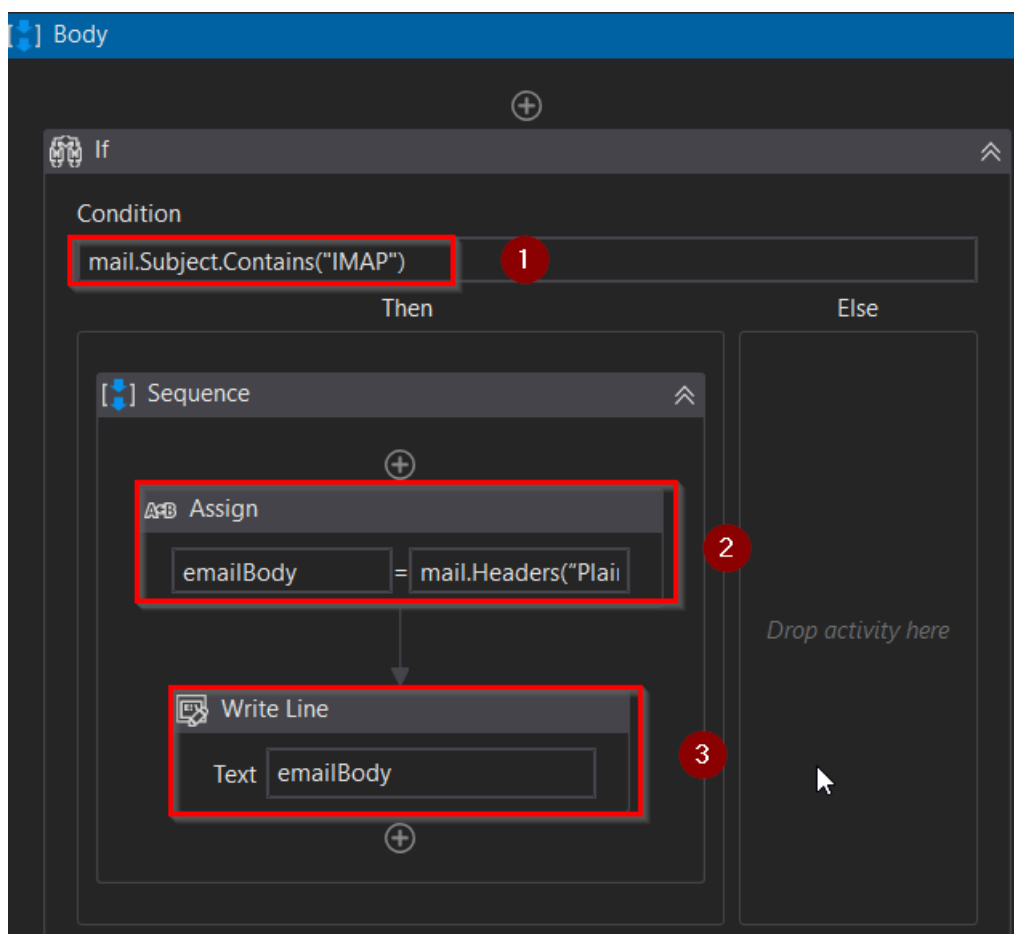 Body
If
Condition
mail.Subject.Contains("IMAP")
1
Then
Else
Sequence
Assign
2
emailBody = mail.Headers("Plai
Drop activity here
Write Line
3
Text emailBody